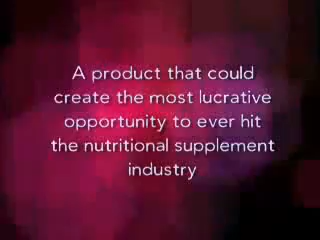 A product that could
create the most lucrative
opportunity to ever hit
the nutritional supplement
industry